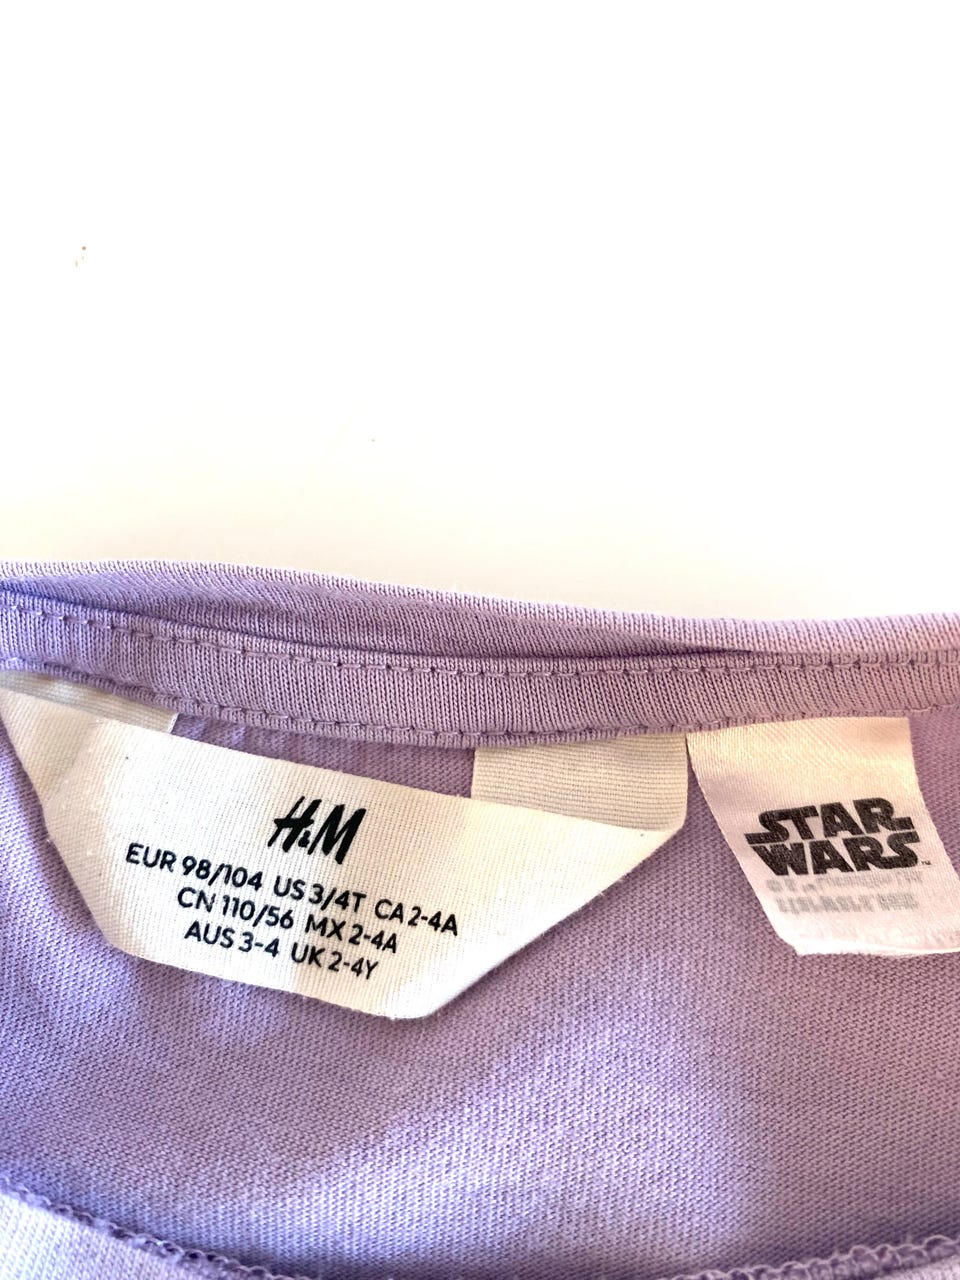 H&M
EUR 98/104 US 3/4T CA 2-4A
CN 110/56 MX 2-4A
AUS 3-4 UK 2-4Y
STAR
WARS™